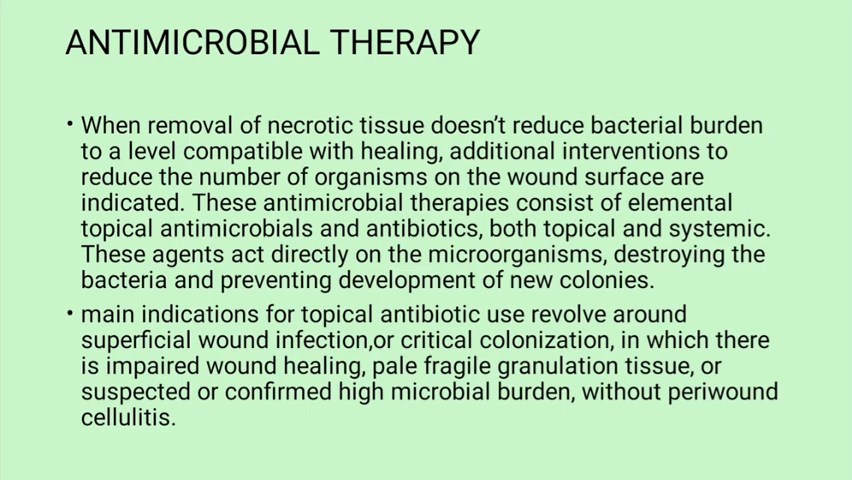 ANTIMICROBIAL THERAPY
• When removal of necrotic tissue doesn’t reduce bacterial burden
to a level compatible with healing, additional interventions to
reduce the number of organisms on the wound surface are
indicated. These antimicrobial therapies consist of elemental
topical antimicrobials and antibiotics, both topical and systemic.
These agents act directly on the microorganisms, destroying the
bacteria and preventing development of new colonies.
• main indications for topical antibiotic use revolve around
superficial wound infection,or critical colonization, in which there
is impaired wound healing, pale fragile granulation tissue, or
suspected or confirmed high microbial burden, without periwound
cellulitis.